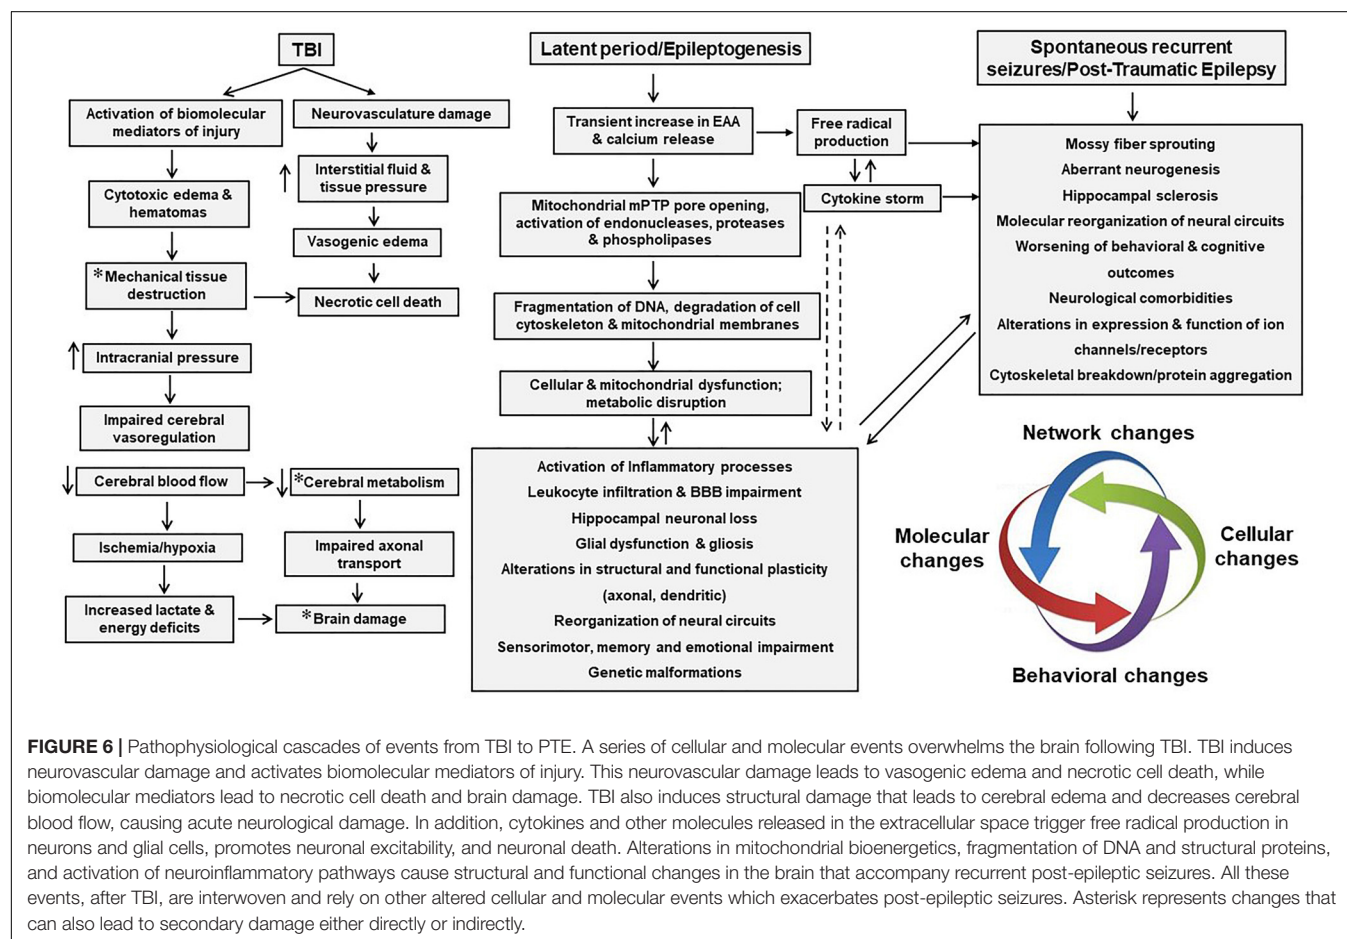 TBI
Activation of biomolecular
mediators of injury
Neurovasculature damage
Interstitial fluid &
tissue pressure
Cytotoxic edema &
hematomas
Vasogenic edema
*Mechanical tissue
destruction
Necrotic cell death
Intracranial pressure
Impaired cerebral
vasoregulation
Cerebral blood flow
*Cerebral metabolism
Ischemia/hypoxia
Impaired axonal
transport
Increased lactate &
energy deficits
*Brain damage
Latent period/Epileptogenesis
Transient increase in EAA
& calcium release
Free radical
production
Cytokine storm
Mitochondrial mPTP pore opening,
activation of endonucleases, proteases
& phospholipases
Fragmentation of DNA, degradation of cell
cytoskeleton & mitochondrial membranes
Cellular & mitochondrial dysfunction;
metabolic disruption
Activation of Inflammatory processes
Leukocyte infiltration & BBB impairment
Hippocampal neuronal loss
Glial dysfunction & gliosis
Alterations in structural and functional plasticity
(axonal, dendritic)
Reorganization of neural circuits
Sensorimotor, memory and emotional impairment
Genetic malformations
Spontaneous recurrent
seizures/Post-Traumatic Epilepsy
Mossy fiber sprouting
Aberrant neurogenesis
Hippocampal sclerosis
Molecular reorganization of neural circuits
Worsening of behavioral & cognitive
outcomes
Neurological comorbidities
Alterations in expression & function of ion
channels/receptors
Cytoskeletal breakdown/protein aggregation
Network changes
Molecular
changes
Cellular
changes
Behavioral changes
FIGURE 6 | Pathophysiological cascades of events from TBI to PTE. A series of cellular and molecular events overwhelms the brain following TBI. TBI induces
neurovascular damage and activates biomolecular mediators of injury. This neurovascular damage leads to vasogenic edema and necrotic cell death, while
biomolecular mediators lead to necrotic cell death and brain damage. TBI also induces structural damage that leads to cerebral edema and decreases cerebral
blood flow, causing acute neurological damage. In addition, cytokines and other molecules released in the extracellular space trigger free radical production in
neurons and glial cells, promotes neuronal excitability, and neuronal death. Alterations in mitochondrial bioenergetics, fragmentation of DNA and structural proteins,
and activation of neuroinflammatory pathways cause structural and functional changes in the brain that accompany recurrent post-epileptic seizures. All these
events, after TBI, are interwoven and rely on other altered cellular and molecular events which exacerbates post-epileptic seizures. Asterisk represents changes that
can also lead to secondary damage either directly or indirectly.